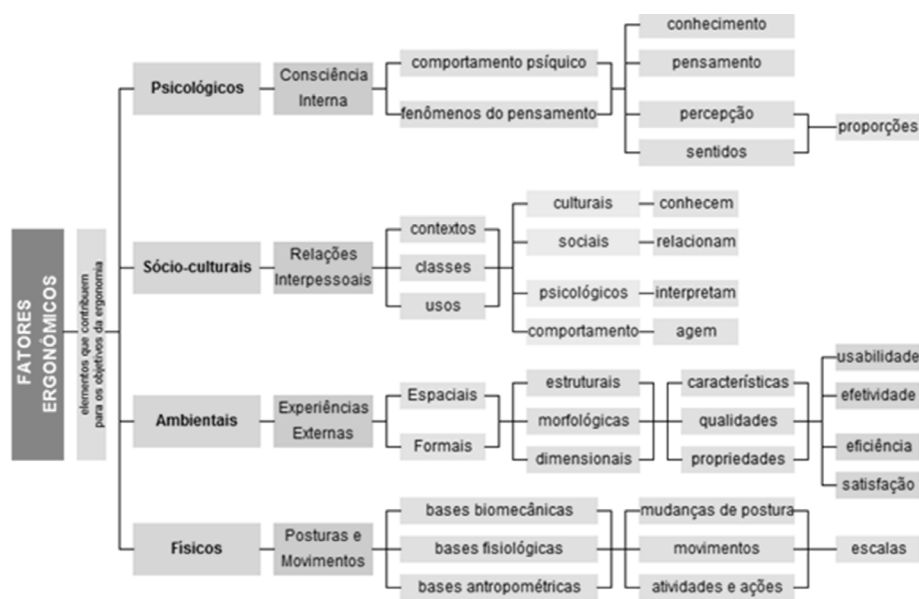 FATORES
ERGONÔMICOS
elementos que contribuem
para os objetivos da ergonomia
Psicológicos
Consciência
Interna
comportamento psíquico
fenômenos do pensamento
conhecimento
pensamento
percepção
sentidos
proporções
Sócio-culturais
Relações
Interpessoais
contextos
classes
usos
culturais
conhecem
sociais
relacionam
psicológicos
interpretam
comportamento
agem
Ambientais
Experiências
Externas
Espaciais
Formais
estruturais
morfológicas
dimensionais
características
qualidades
propriedades
usabilidade
efetividade
eficiência
satisfação
Físicos
Posturas e
Movimentos
bases biomecânicas
bases fisiológicas
bases antropométricas
mudanças de postura
movimentos
atividades e ações
escalas